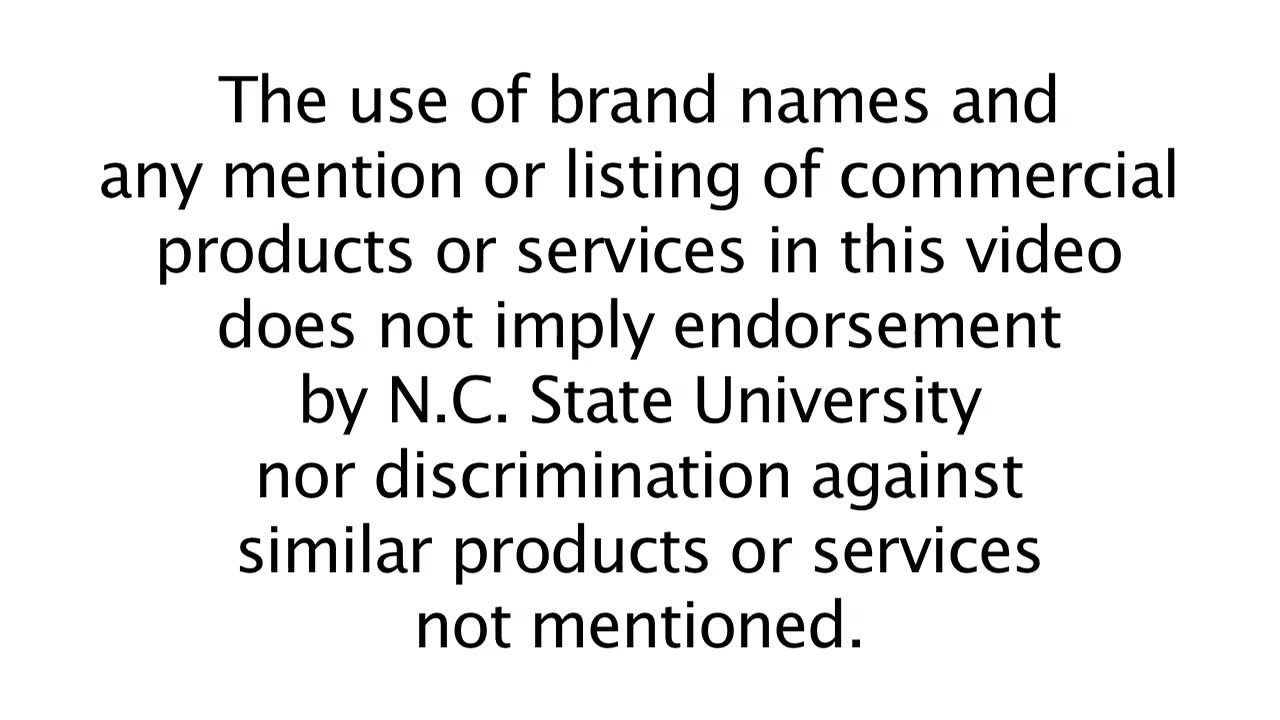 The use of brand names and
any mention or listing of commercial
products or services in this video
does not imply endorsement
by N.C. State University
nor discrimination against
similar products or services
not mentioned.